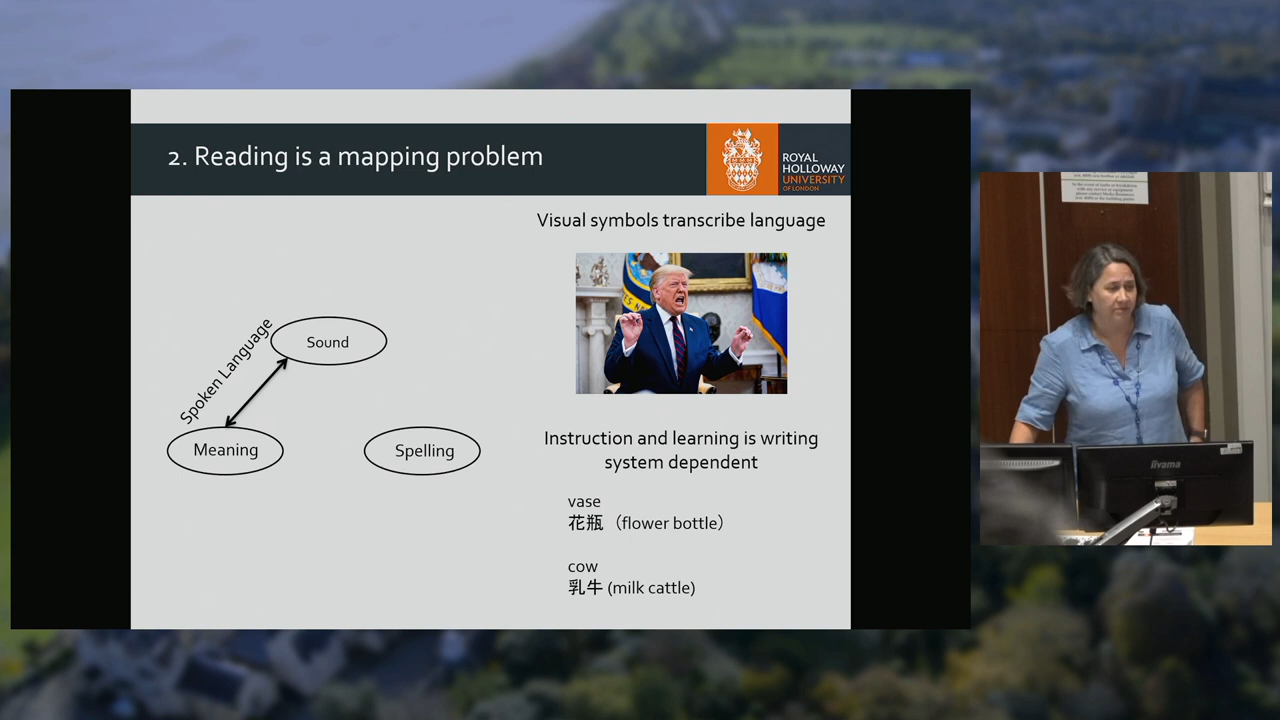 2. Reading is a mapping problem
ROYAL
HOLLOWAY
UNIVERSITY
OF LONDON
Visual symbols transcribe language
Spoken Language
Sound
Meaning
Spelling
Instruction and learning is writing
system dependent
vase
花瓶（flower bottle）
cow
乳牛 (milk cattle)
iiyama